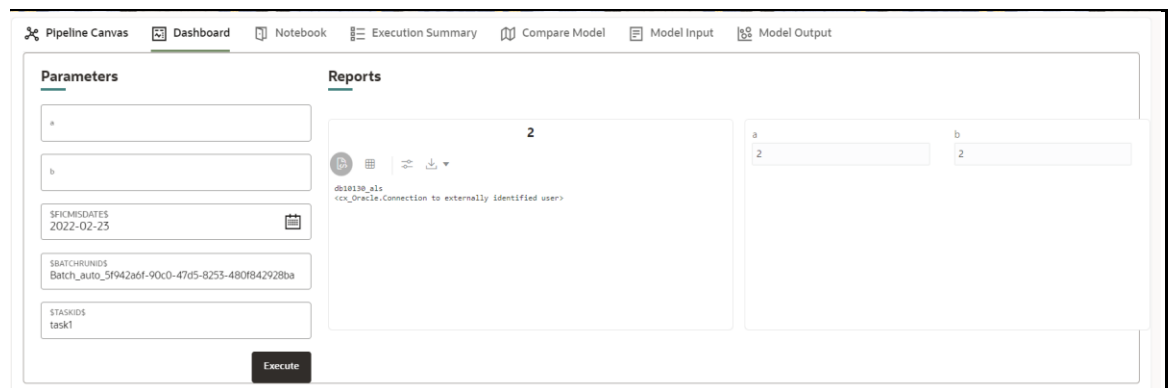 Pipeline Canvas Dashboard Notebook Execution Summary Compare Model Model Input Model Output
Parameters
a
b
$FICMISDATE$
2022-02-23
$BATCHRUNID$
Batch_auto_5f942a6f-90c0-47d5-8253-480f842928ba
$TASKID$
task1
Execute
Reports
2
db10130_als
<cx_Oracle.Connection to externally identified user>
a b
2 2